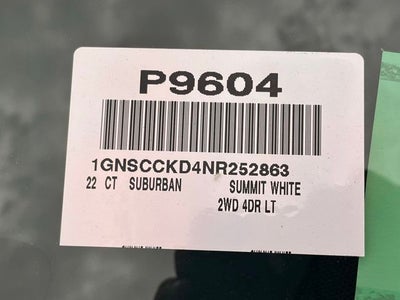 P9604
1GNSCCKD4NR252863
22 CT SUBURBAN SUMMIT WHITE
2WD 4DR LT